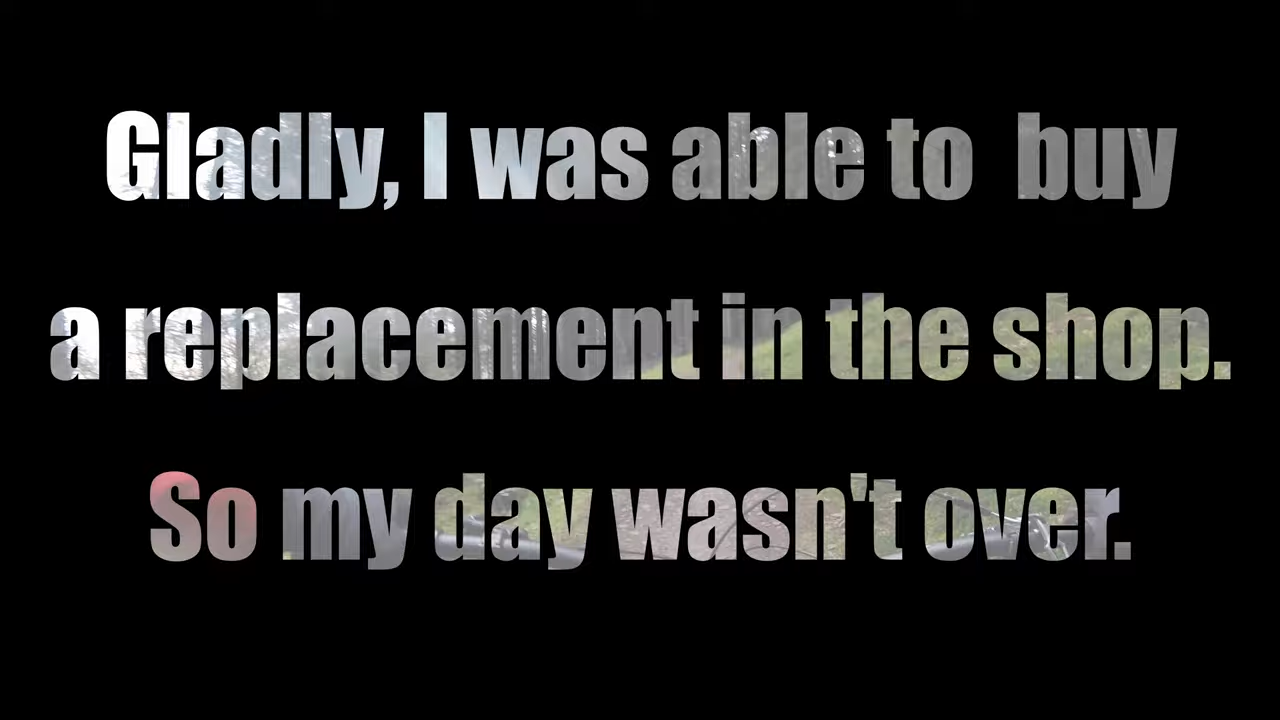 Gladly, I was able to buy
a replacement in the shop.
So my day wasn't over.